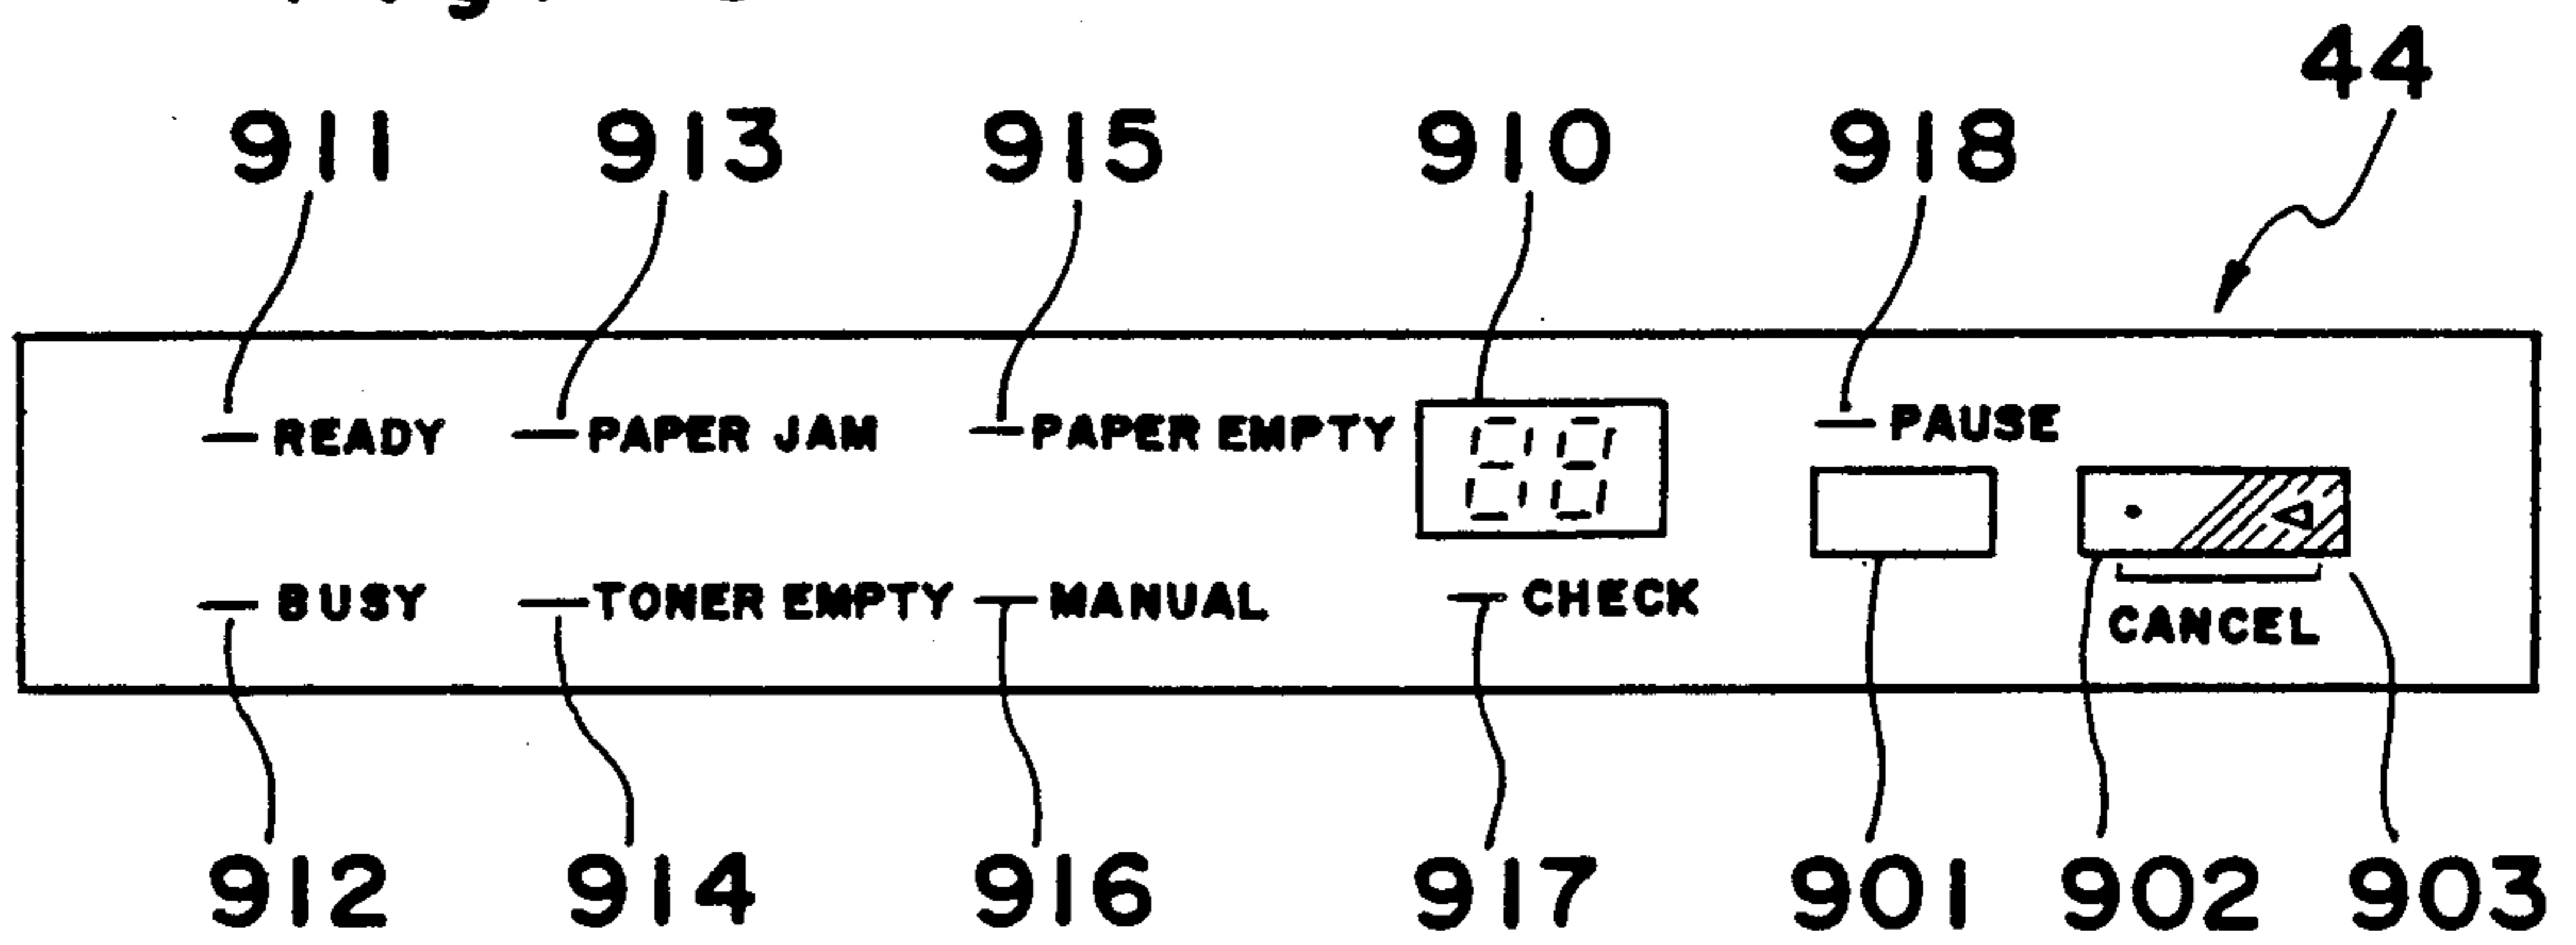 44
911 913 915 910 918
READY PAPER JAM PAPER EMPTY 88 PAUSE
BUSY TONER EMPTY MANUAL CHECK CANCEL
912 914 916 917 901 902 903